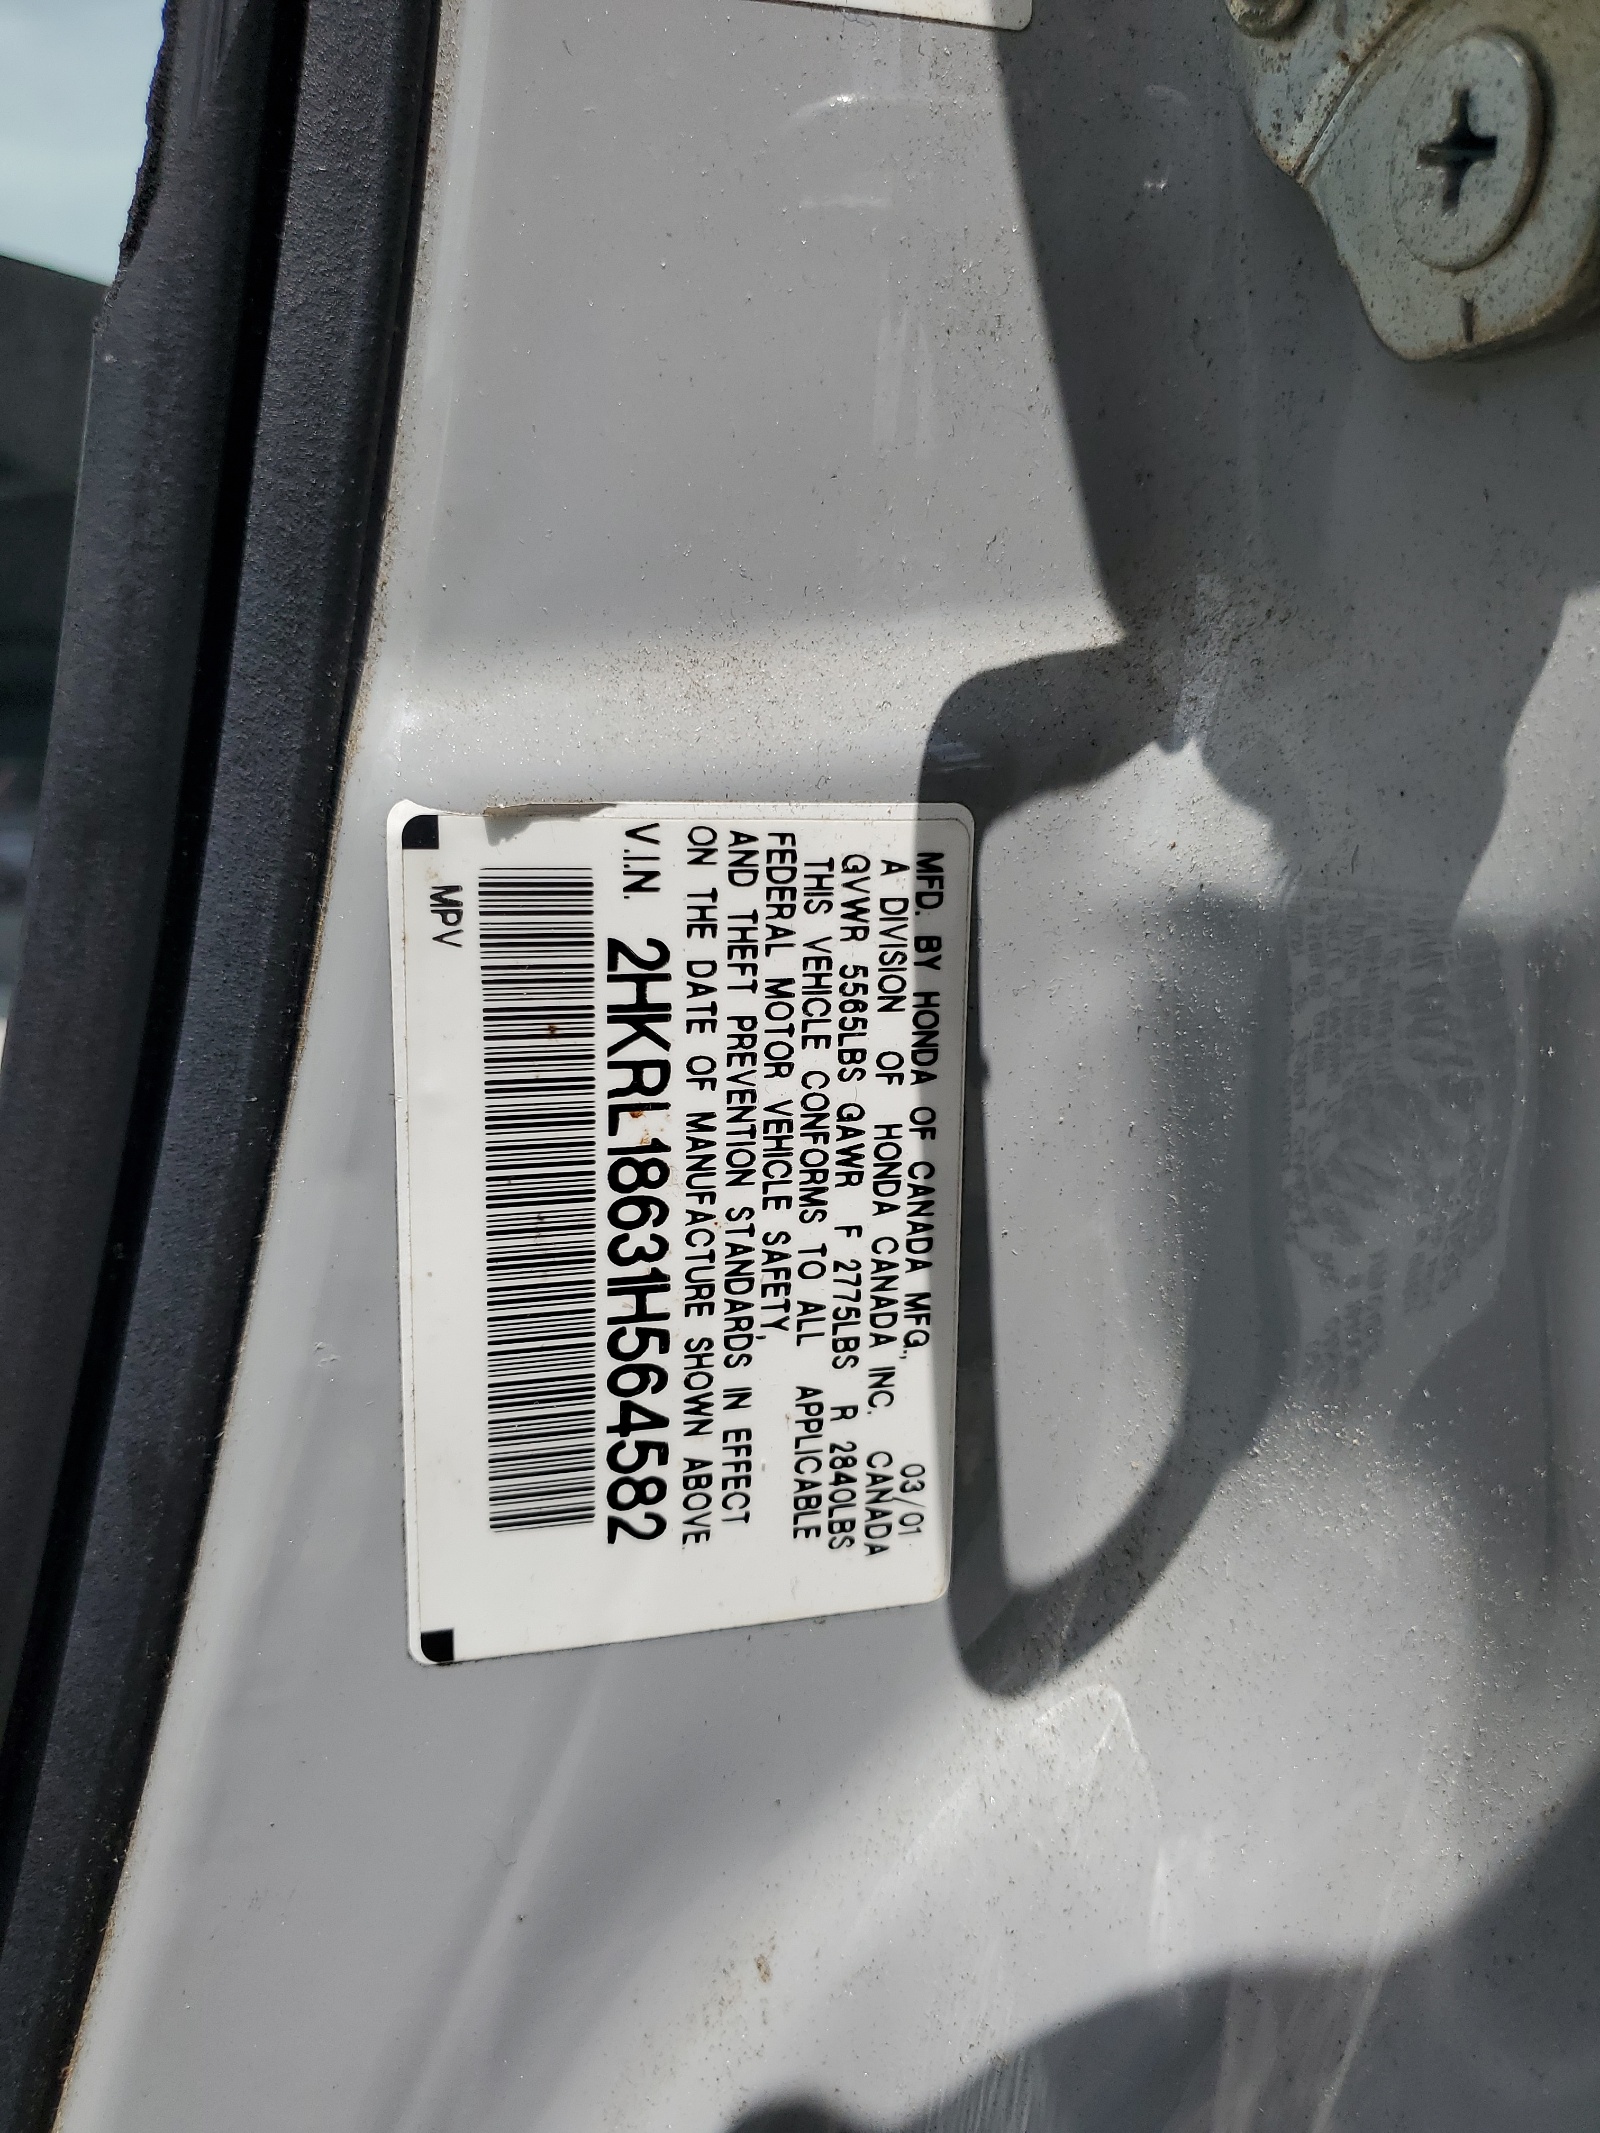 MFD. BY HONDA OF CANADA MFG., 03/01
A DIVISION OF HONDA CANADA INC. CANADA
GVWR 5565LBS GAWR F 2775LBS R 2840LBS
THIS VEHICLE CONFORMS TO ALL APPLICABLE
FEDERAL MOTOR VEHICLE SAFETY,
AND THEFT PREVENTION STANDARDS IN EFFECT
ON THE DATE OF MANUFACTURE SHOWN ABOVE
V.I.N. 2HKRL18631H564582
MPV